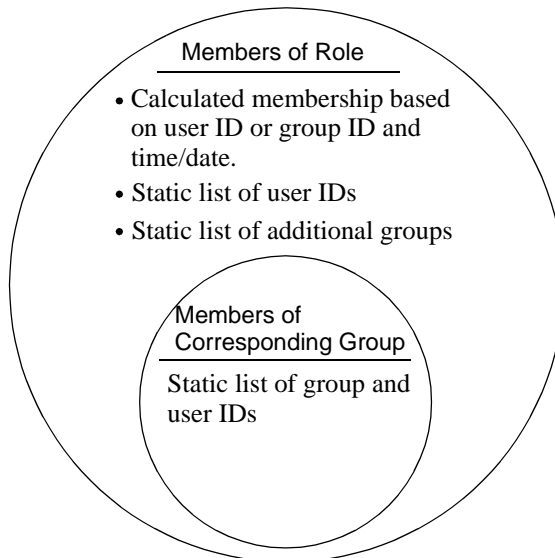 Members of Role
• Calculated membership based
on user ID or group ID and
time/date.
• Static list of user IDs
• Static list of additional groups
Members of
Corresponding Group
Static list of group and
user IDs